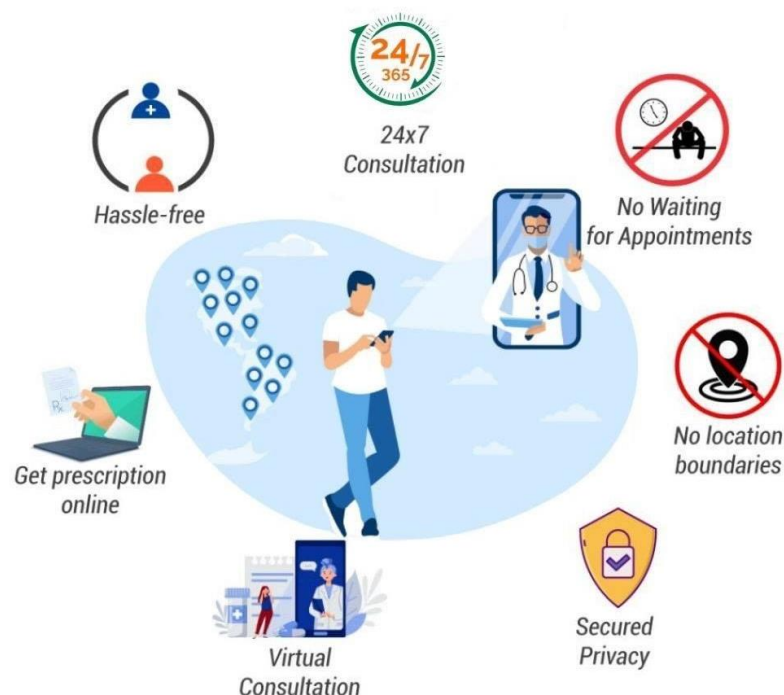 24/7
365
24x7
Consultation
Hassle-free
No Waiting
for Appointments
No location
boundaries
Get prescription
online
Rx
Secured
Privacy
Virtual
Consultation